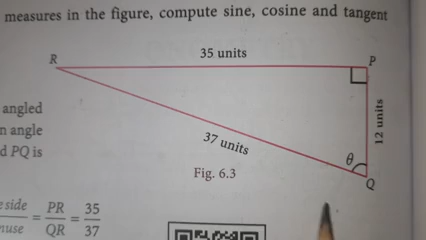 measures in the figure, compute sine, cosine and tangent
35 units
R
P
angled
angle
PQ is
12 units
37 units
θ
Q
Fig. 6.3
side = PR = 35
QR 37